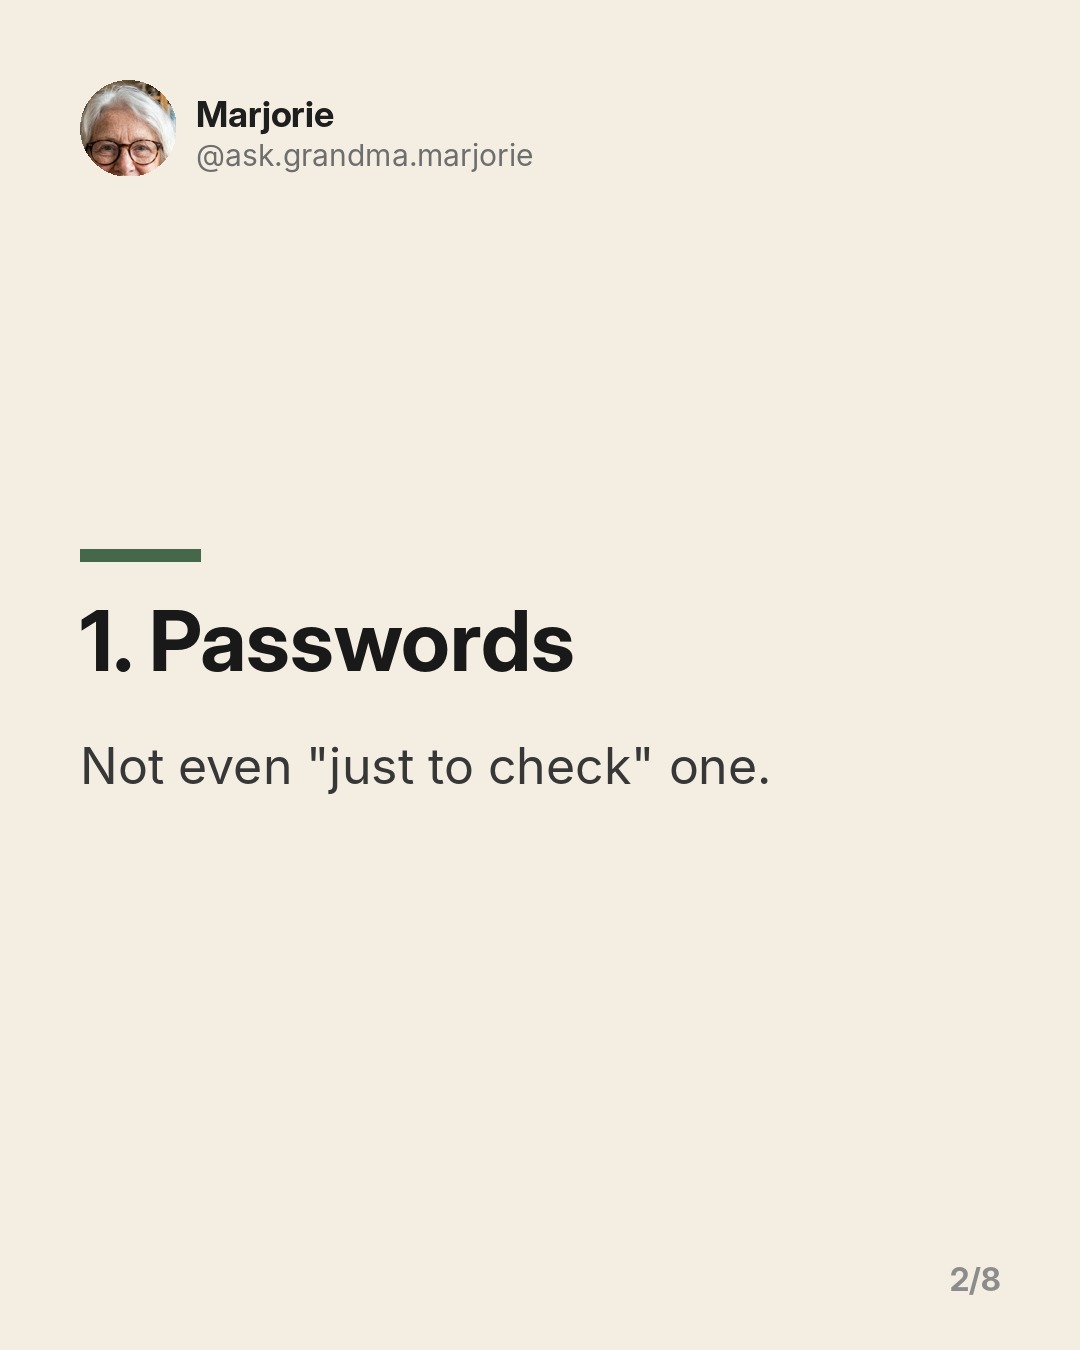 Marjorie
@ask.grandma.marjorie
1. Passwords
Not even "just to check" one.
2/8